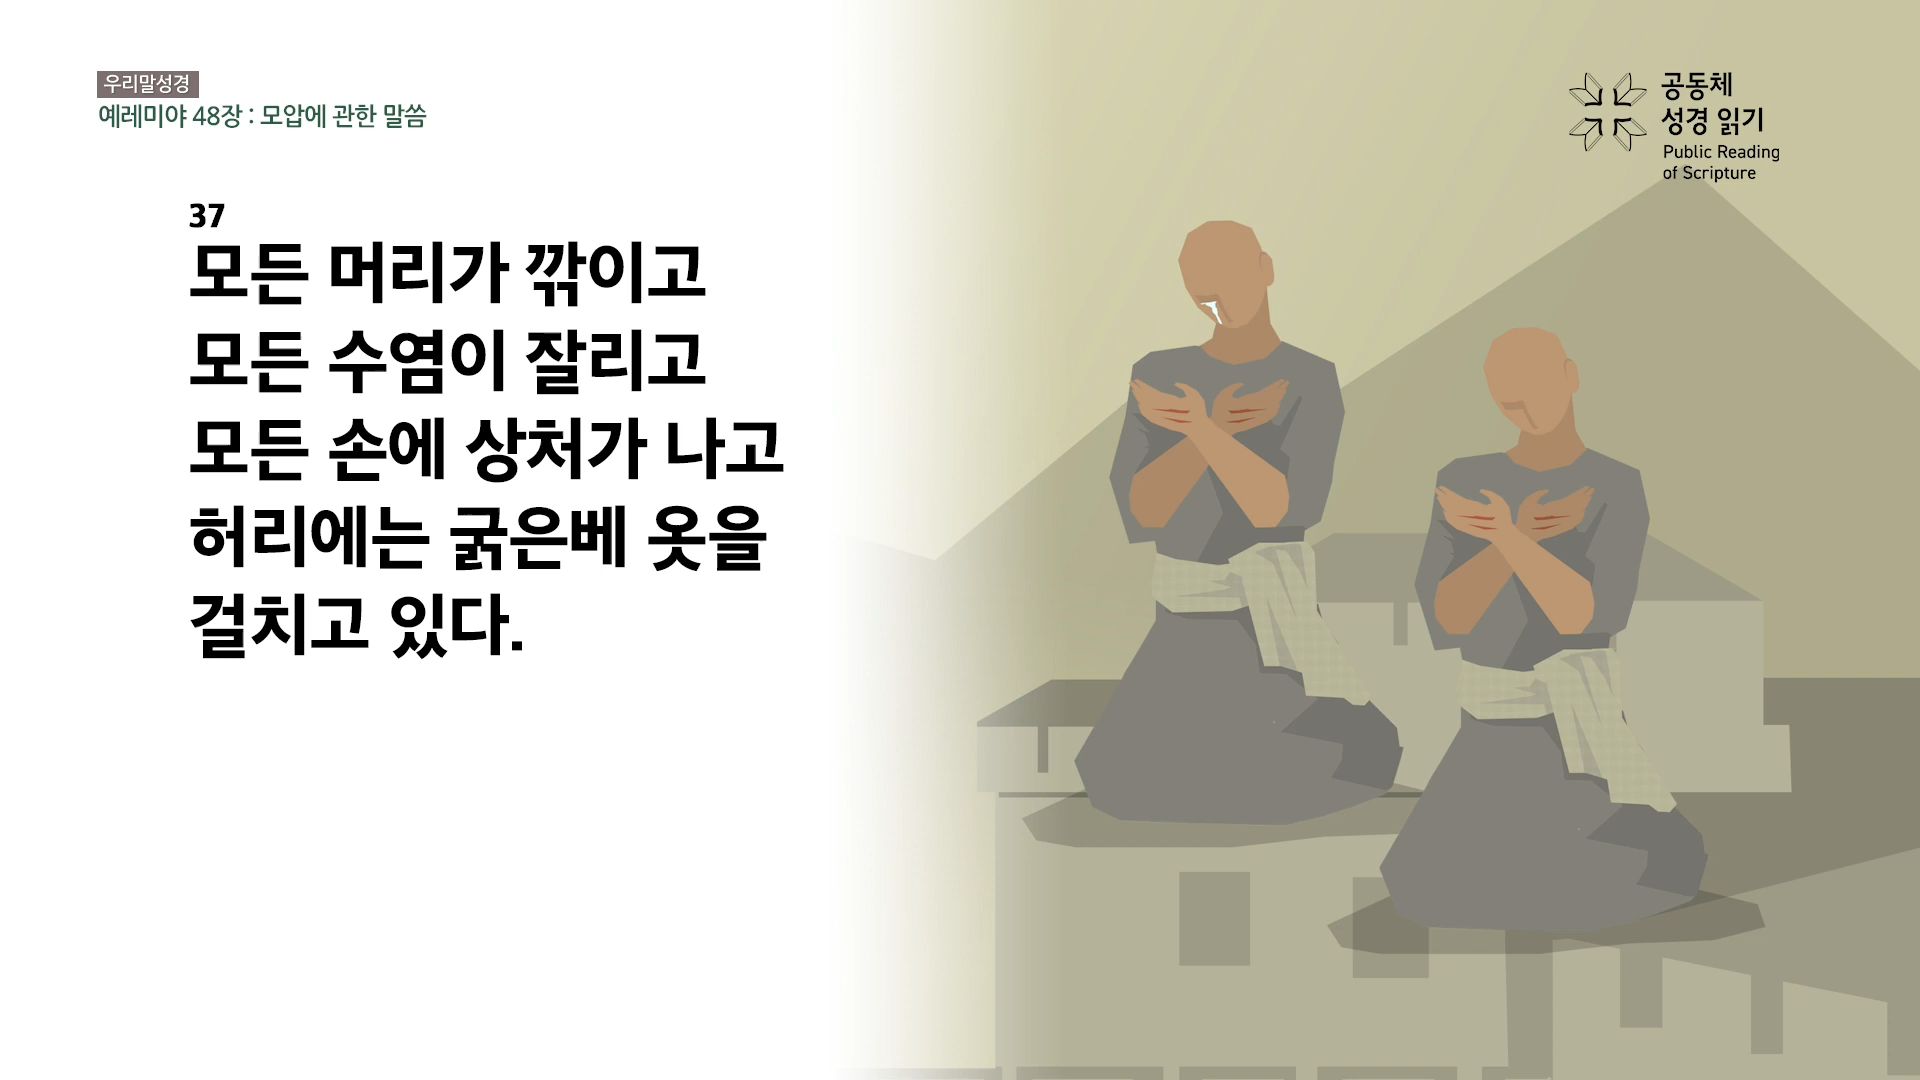 우리말성경
예레미야 48장 : 모압에 관한 말씀
공동체
성경 읽기
Public Reading
of Scripture
37
모든 머리가 깎이고
모든 수염이 잘리고
모든 손에 상처가 나고
허리에는 굵은베 옷을
걸치고 있다.